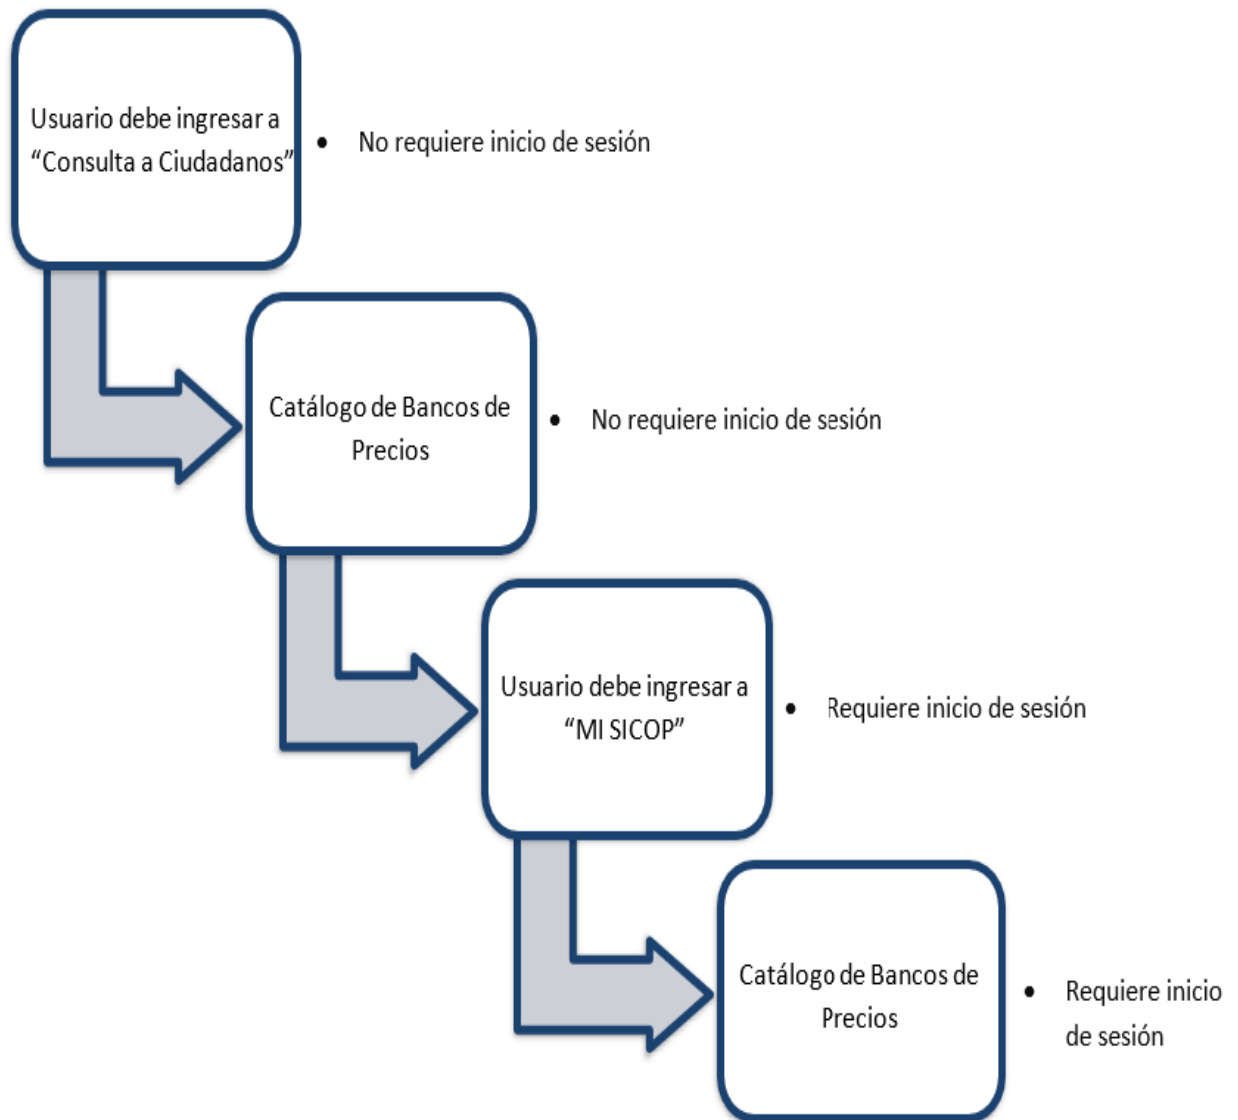 Usuario debe ingresar a
“Consulta a Ciudadanos”
• No requiere inicio de sesión
Catálogo de Bancos de
Precios
• No requiere inicio de sesión
Usuario debe ingresar a
“MI SICOP”
• Requiere inicio de sesión
Catálogo de Bancos de
Precios
• Requiere inicio
de sesión